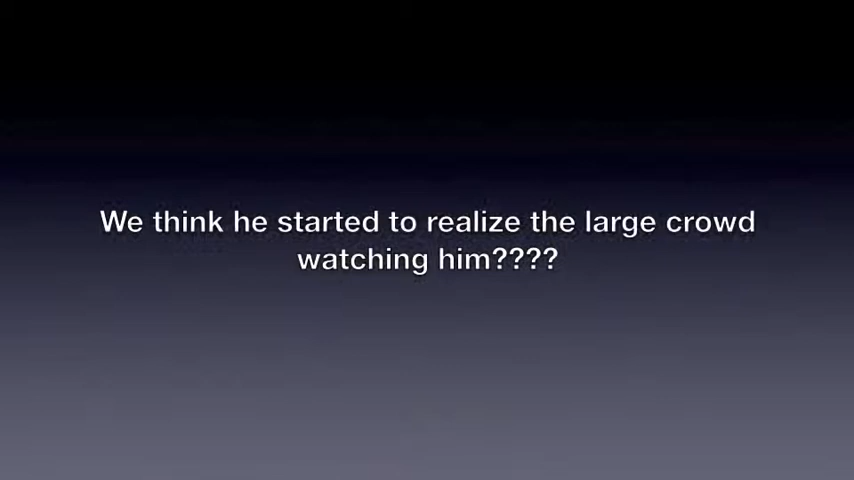 We think he started to realize the large crowd
watching him????